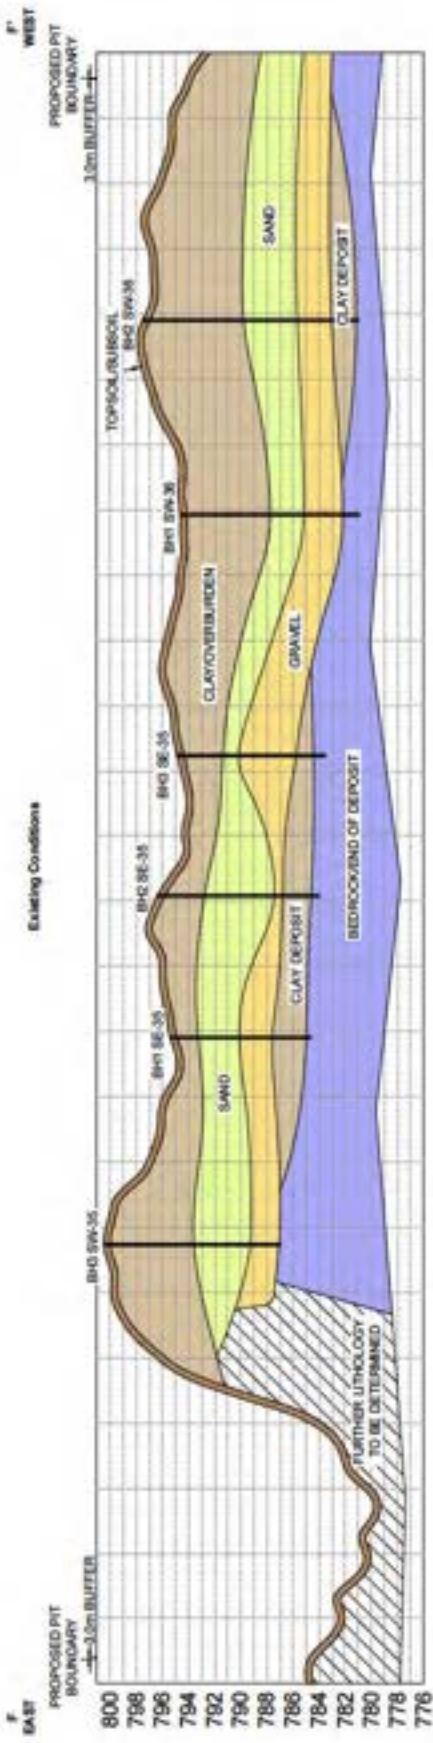 Existing Conditions
F
EAST
F'
WEST
PROPOSED PIT
BOUNDARY
3.0m BUFFER
PROPOSED PIT
BOUNDARY
3.0m BUFFER
BH3 SW-35
BH1 SE-35
BH2 SE-35
BH3 SE-35
BH1 SW-36
TOPSOIL/SUBSOIL
BH2 SW-36
CLAY/OVERBURDEN
SAND
SAND
GRAVEL
CLAY DEPOSIT
CLAY DEPOSIT
BEDROCK/END OF DEPOSIT
FURTHER LITHOLOGY
TO BE DETERMINED
800
798
796
794
792
790
788
786
784
782
780
778
776